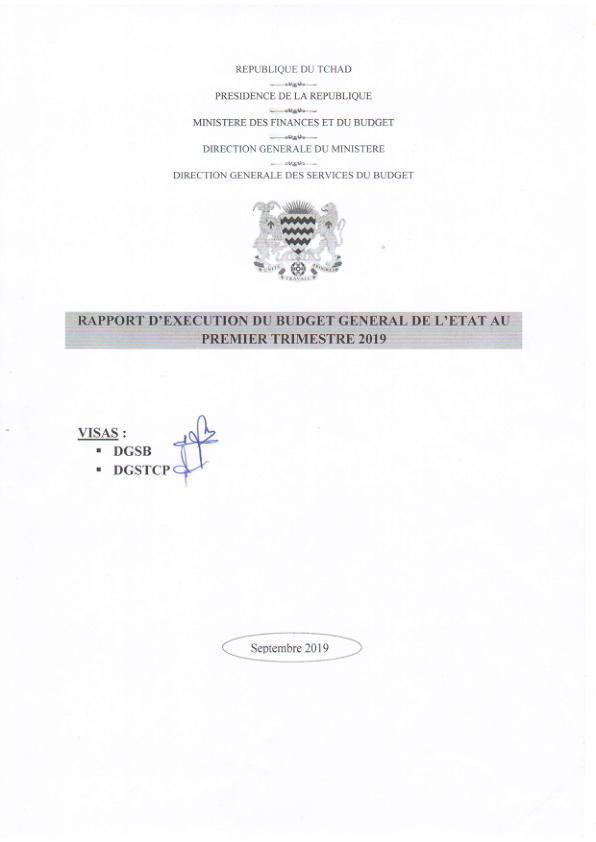 REPUBLIQUE DU TCHAD
PRESIDENCE DE LA REPUBLIQUE
MINISTERE DES FINANCES ET DU BUDGET
DIRECTION GENERALE DU MINISTERE
DIRECTION GENERALE DES SERVICES DU BUDGET
UNITE TRAVAIL PROGRES
RAPPORT D'EXECUTION DU BUDGET GENERAL DE L'ETAT AU
PREMIER TRIMESTRE 2019
VISAS :
▪ DGSB
▪ DGSTCP
Septembre 2019